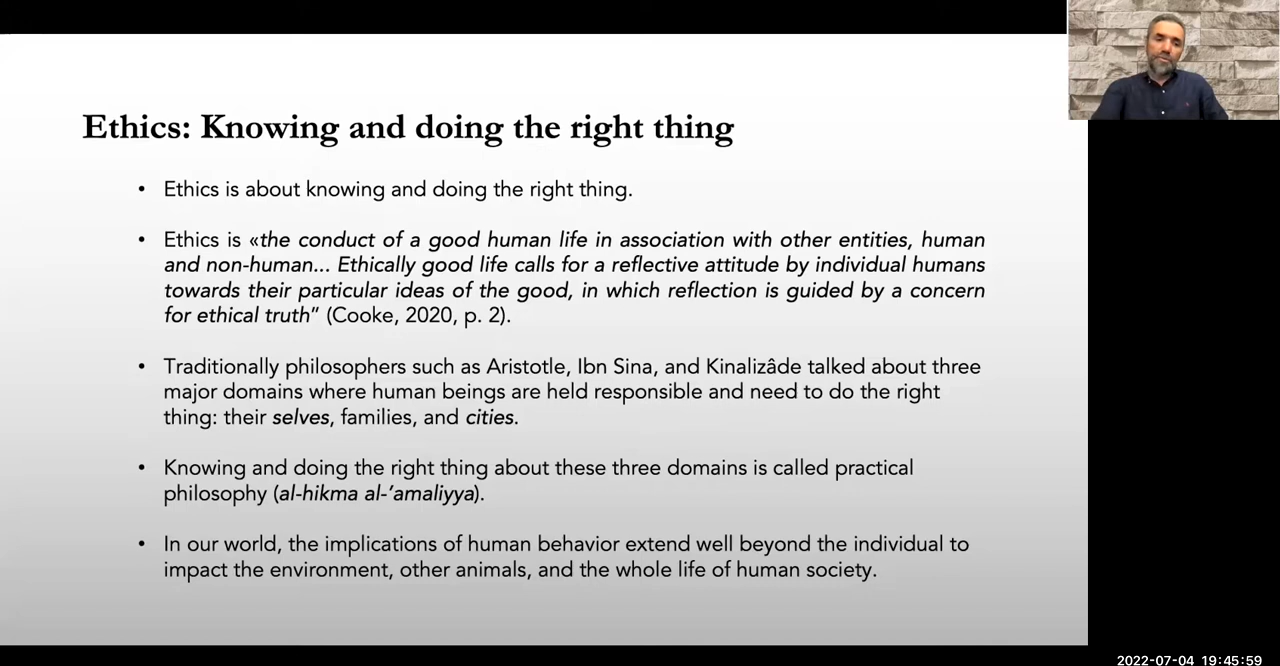 Ethics: Knowing and doing the right thing
• Ethics is about knowing and doing the right thing.
• Ethics is «the conduct of a good human life in association with other entities, human
and non-human... Ethically good life calls for a reflective attitude by individual humans
towards their particular ideas of the good, in which reflection is guided by a concern
for ethical truth” (Cooke, 2020, p. 2).
• Traditionally philosophers such as Aristotle, Ibn Sina, and Kinalizâde talked about three
major domains where human beings are held responsible and need to do the right
thing: their selves, families, and cities.
• Knowing and doing the right thing about these three domains is called practical
philosophy (al-hikma al-’amaliyya).
• In our world, the implications of human behavior extend well beyond the individual to
impact the environment, other animals, and the whole life of human society.
2022-07-04 19:45:59